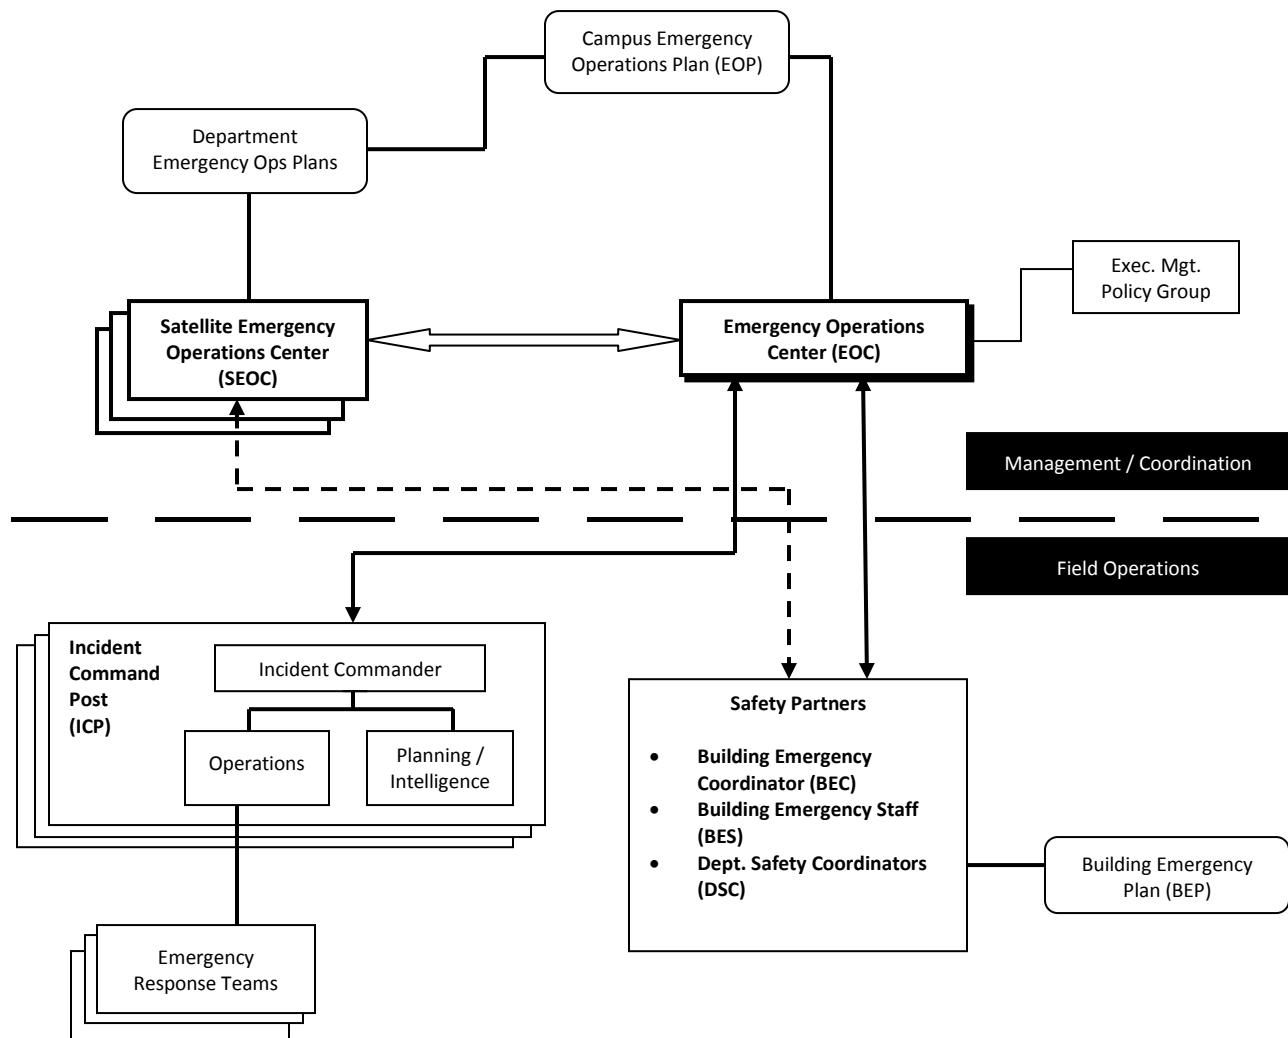 Campus Emergency
Operations Plan (EOP)
Department
Emergency Ops Plans
Exec. Mgt.
Policy Group
Satellite Emergency
Operations Center
(SEOC)
Emergency Operations
Center (EOC)
Management / Coordination
Field Operations
Incident
Command
Post
(ICP)
Incident Commander
Operations
Planning /
Intelligence
Safety Partners
• Building Emergency
Coordinator (BEC)
• Building Emergency Staff
(BES)
• Dept. Safety Coordinators
(DSC)
Building Emergency
Plan (BEP)
Emergency
Response Teams